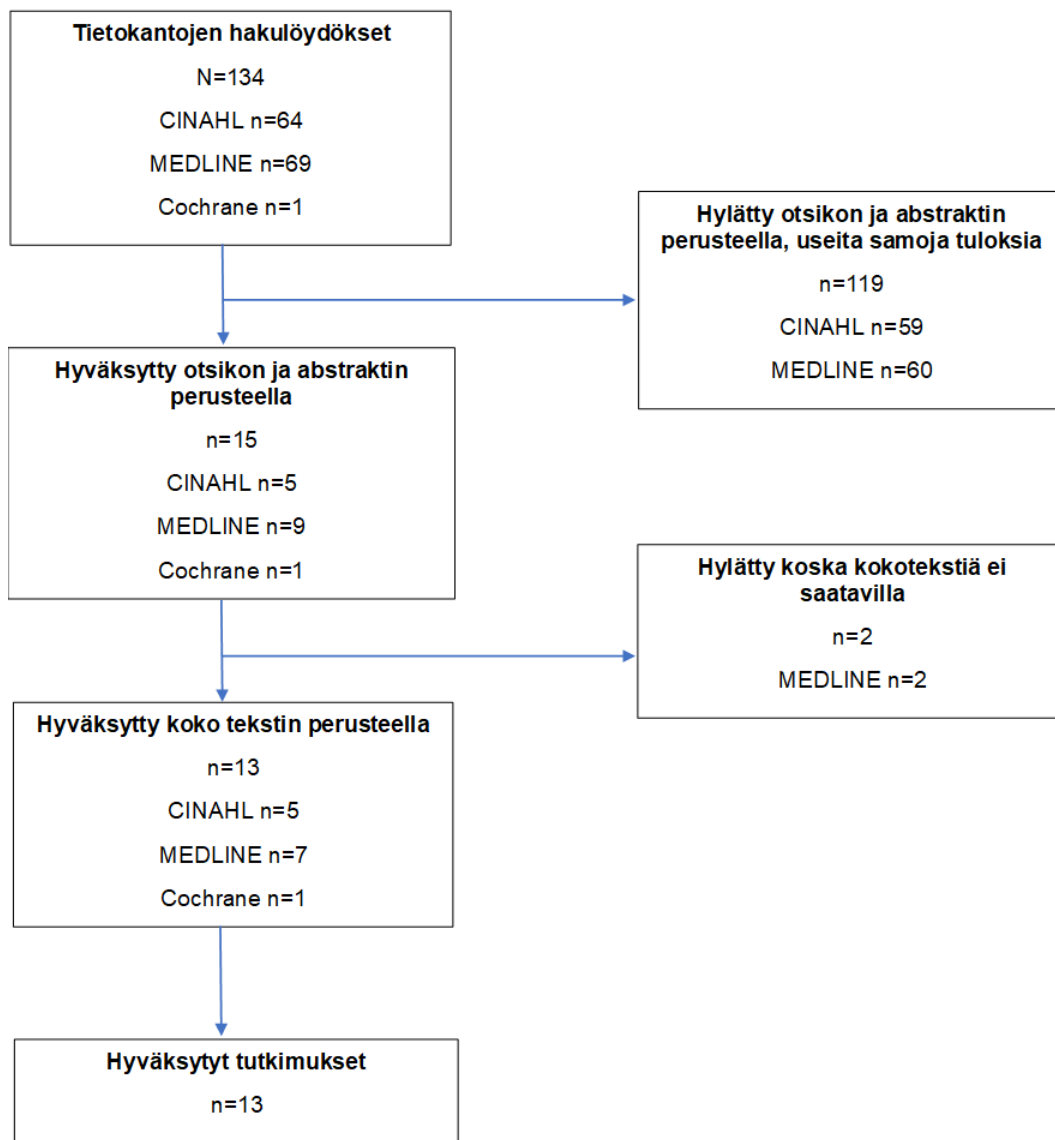 Tietokantojen hakulöydökset
N=134
CINAHL n=64
MEDLINE n=69
Cochrane n=1
Hylätty otsikon ja abstraktin
perusteella, useita samoja tuloksia
n=119
CINAHL n=59
MEDLINE n=60
Hyväksytty otsikon ja abstraktin
perusteella
n=15
CINAHL n=5
MEDLINE n=9
Cochrane n=1
Hylätty koska kokotekstiä ei
saatavilla
n=2
MEDLINE n=2
Hyväksytty koko tekstin perusteella
n=13
CINAHL n=5
MEDLINE n=7
Cochrane n=1
Hyväksytyt tutkimukset
n=13